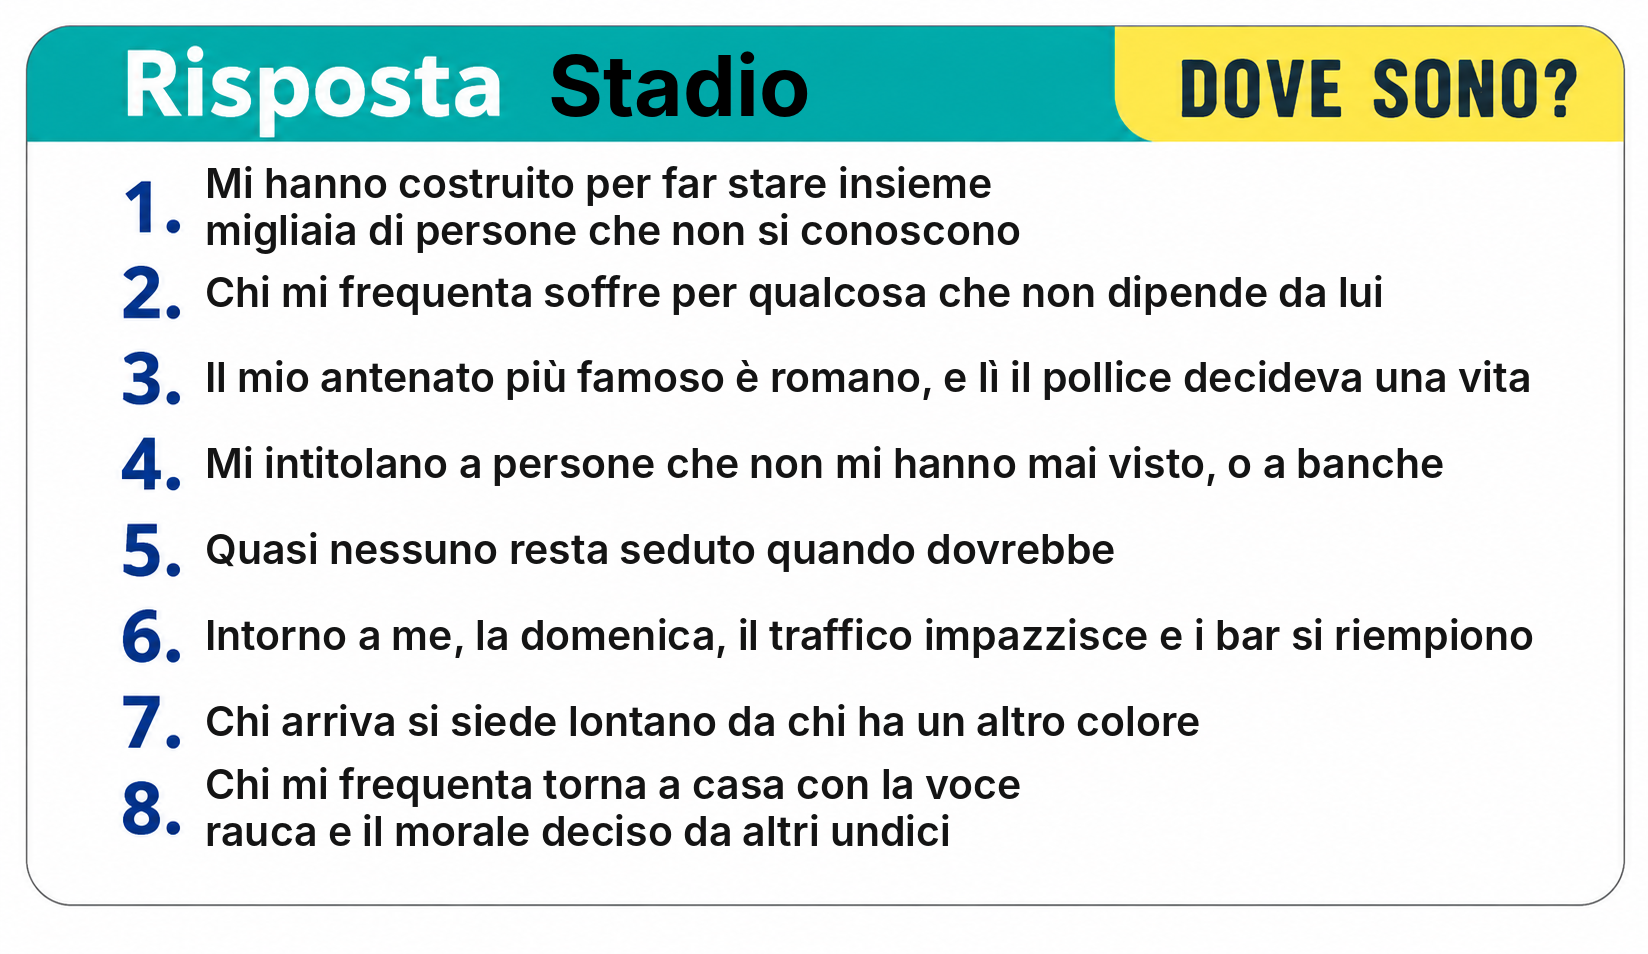 Risposta Stadio
DOVE SONO?
1. Mi hanno costruito per far stare insieme
migliaia di persone che non si conoscono
2. Chi mi frequenta soffre per qualcosa che non dipende da lui
3. Il mio antenato più famoso è romano, e lì il pollice decideva una vita
4. Mi intitolano a persone che non mi hanno mai visto, o a banche
5. Quasi nessuno resta seduto quando dovrebbe
6. Intorno a me, la domenica, il traffico impazzisce e i bar si riempiono
7. Chi arriva si siede lontano da chi ha un altro colore
8. Chi mi frequenta torna a casa con la voce
rauca e il morale deciso da altri undici